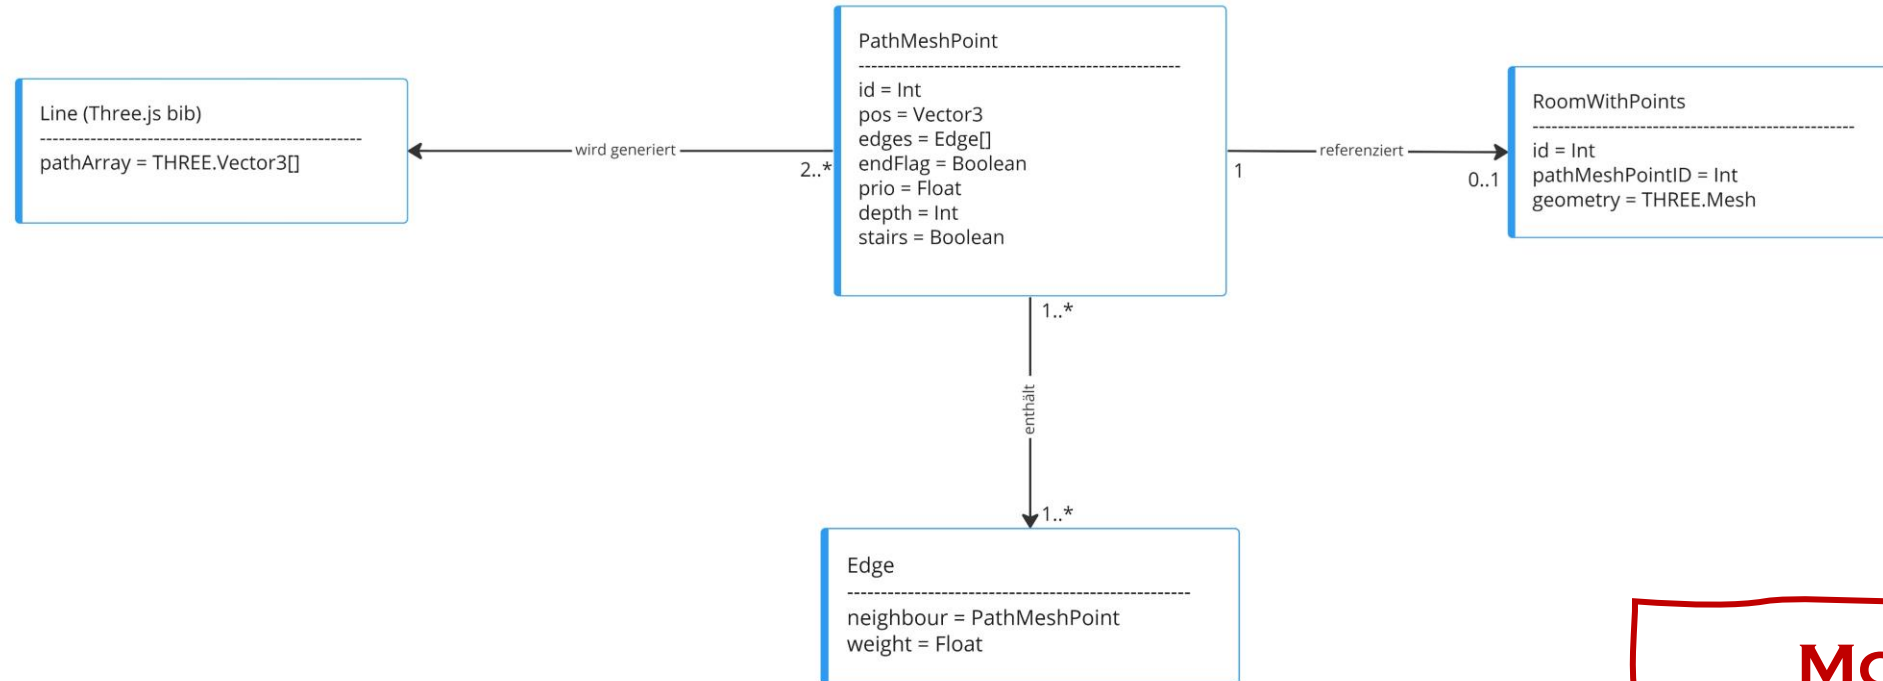 Line (Three.js bib)
--------------------------------------------------
pathArray = THREE.Vector3[]
wird generiert
2..*
PathMeshPoint
--------------------------------------------------
id = Int
pos = Vector3
edges = Edge[]
endFlag = Boolean
prio = Float
depth = Int
stairs = Boolean
1
referenziert
0..1
RoomWithPoints
--------------------------------------------------
id = Int
pathMeshPointID = Int
geometry = THREE.Mesh
1..*
enthält
1..*
Edge
--------------------------------------------------
neighbour = PathMeshPoint
weight = Float